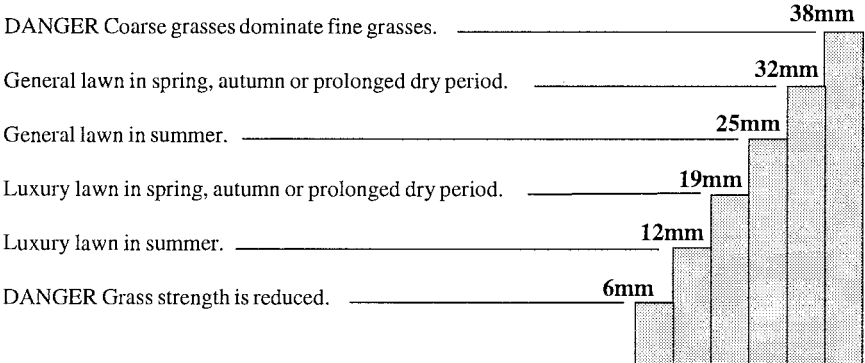 38mm
DANGER Coarse grasses dominate fine grasses.
32mm
General lawn in spring, autumn or prolonged dry period.
25mm
General lawn in summer.
19mm
Luxury lawn in spring, autumn or prolonged dry period.
12mm
Luxury lawn in summer.
6mm
DANGER Grass strength is reduced.